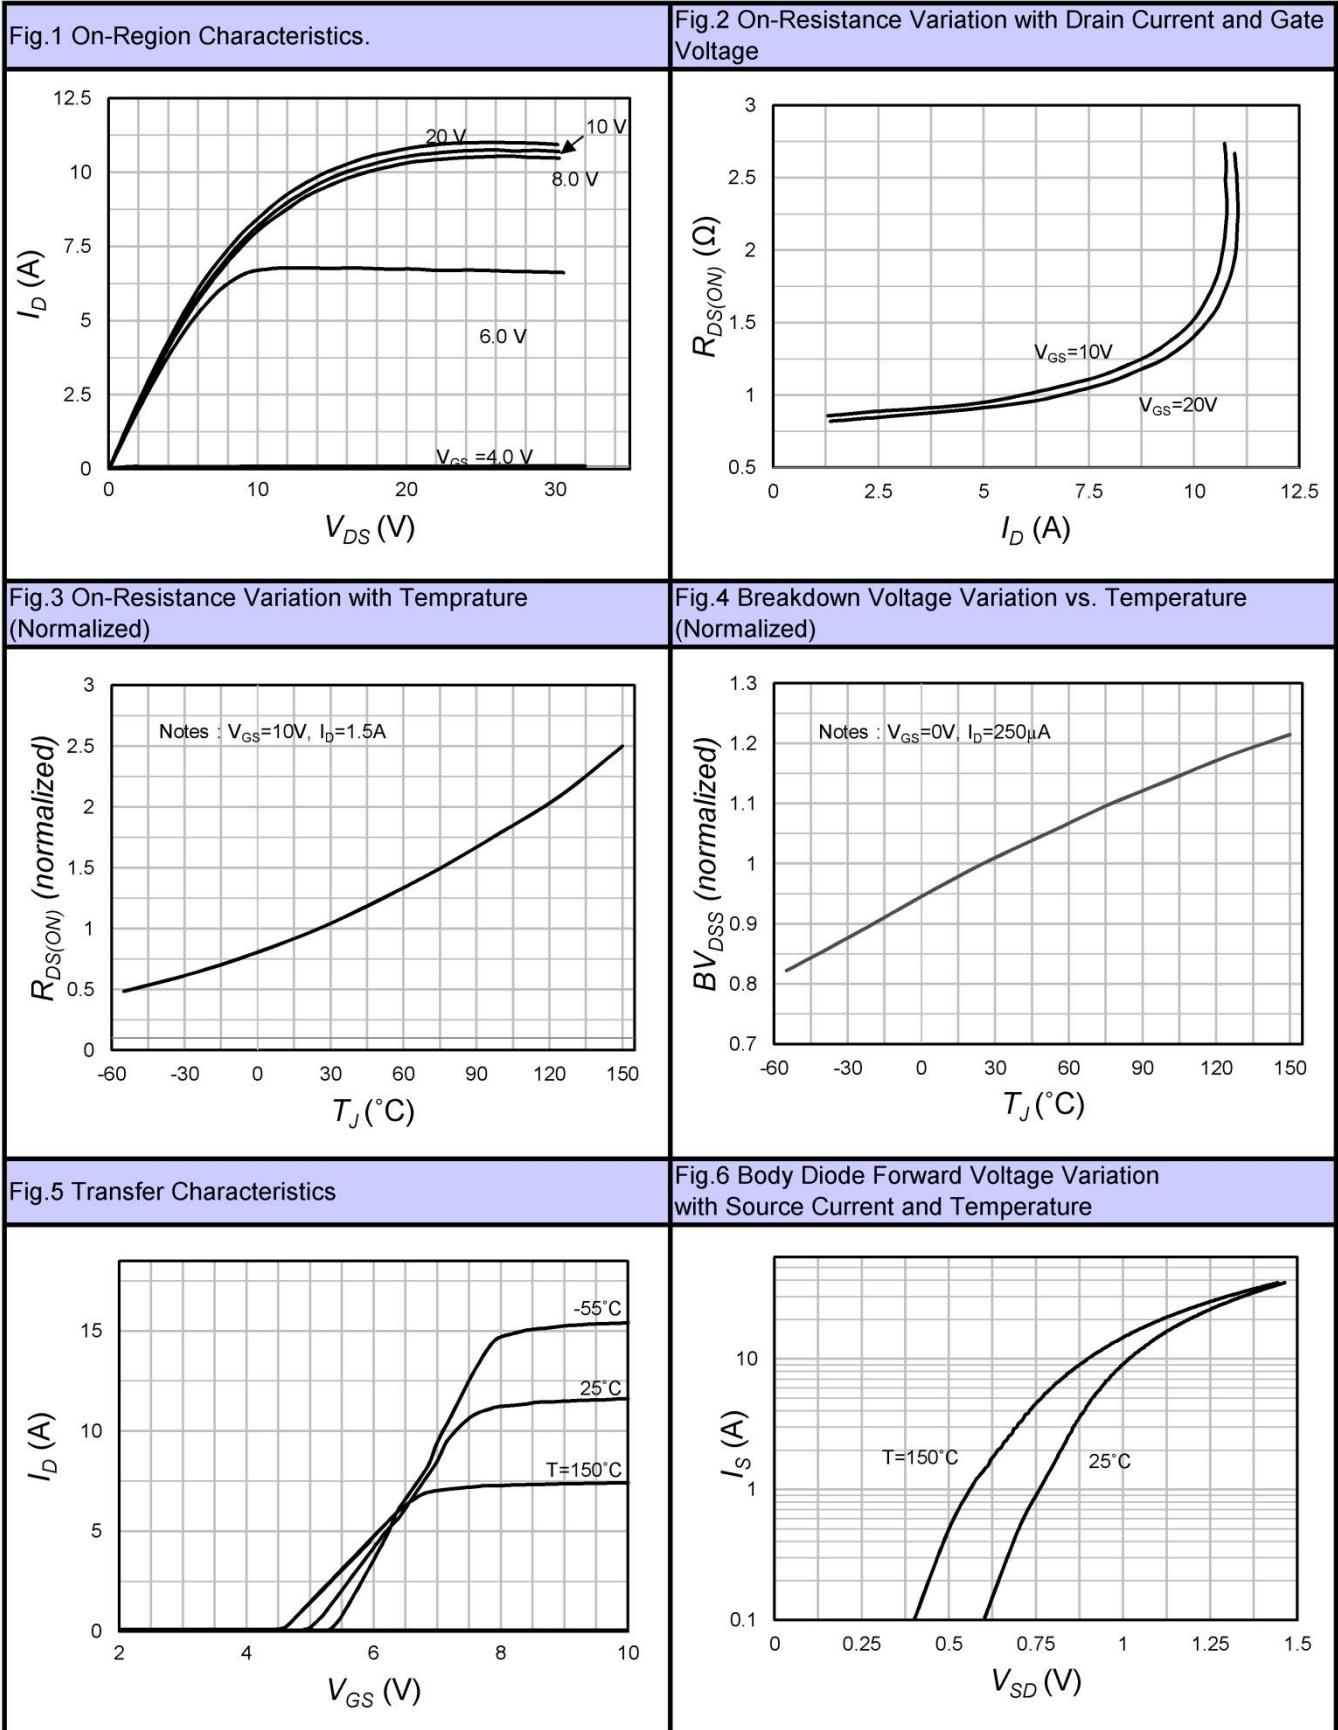 Fig.1 On-Region Characteristics.
Fig.2 On-Resistance Variation with Drain Current and Gate
Voltage
12.5
10
7.5
5
2.5
0
I_D (A)
20 V
10 V
8.0 V
6.0 V
V_GS =4.0 V
0 10 20 30
V_DS (V)
3
2.5
2
1.5
1
0.5
R_DS(ON) (Ω)
V_GS=10V
V_GS=20V
0 2.5 5 7.5 10 12.5
I_D (A)
Fig.3 On-Resistance Variation with Temprature
(Normalized)
Fig.4 Breakdown Voltage Variation vs. Temperature
(Normalized)
3
2.5
2
1.5
1
0.5
0
R_DS(ON) (normalized)
Notes : V_GS=10V, I_D=1.5A
-60 -30 0 30 60 90 120 150
T_J (˚C)
1.3
1.2
1.1
1
0.9
0.8
0.7
BV_DSS (normalized)
Notes : V_GS=0V, I_D=250μA
-60 -30 0 30 60 90 120 150
T_J (˚C)
Fig.5 Transfer Characteristics
Fig.6 Body Diode Forward Voltage Variation
with Source Current and Temperature
15
10
5
0
I_D (A)
-55˚C
25˚C
T=150˚C
2 4 6 8 10
V_GS (V)
10
1
0.1
I_S (A)
T=150˚C
25˚C
0 0.25 0.5 0.75 1 1.25 1.5
V_SD (V)